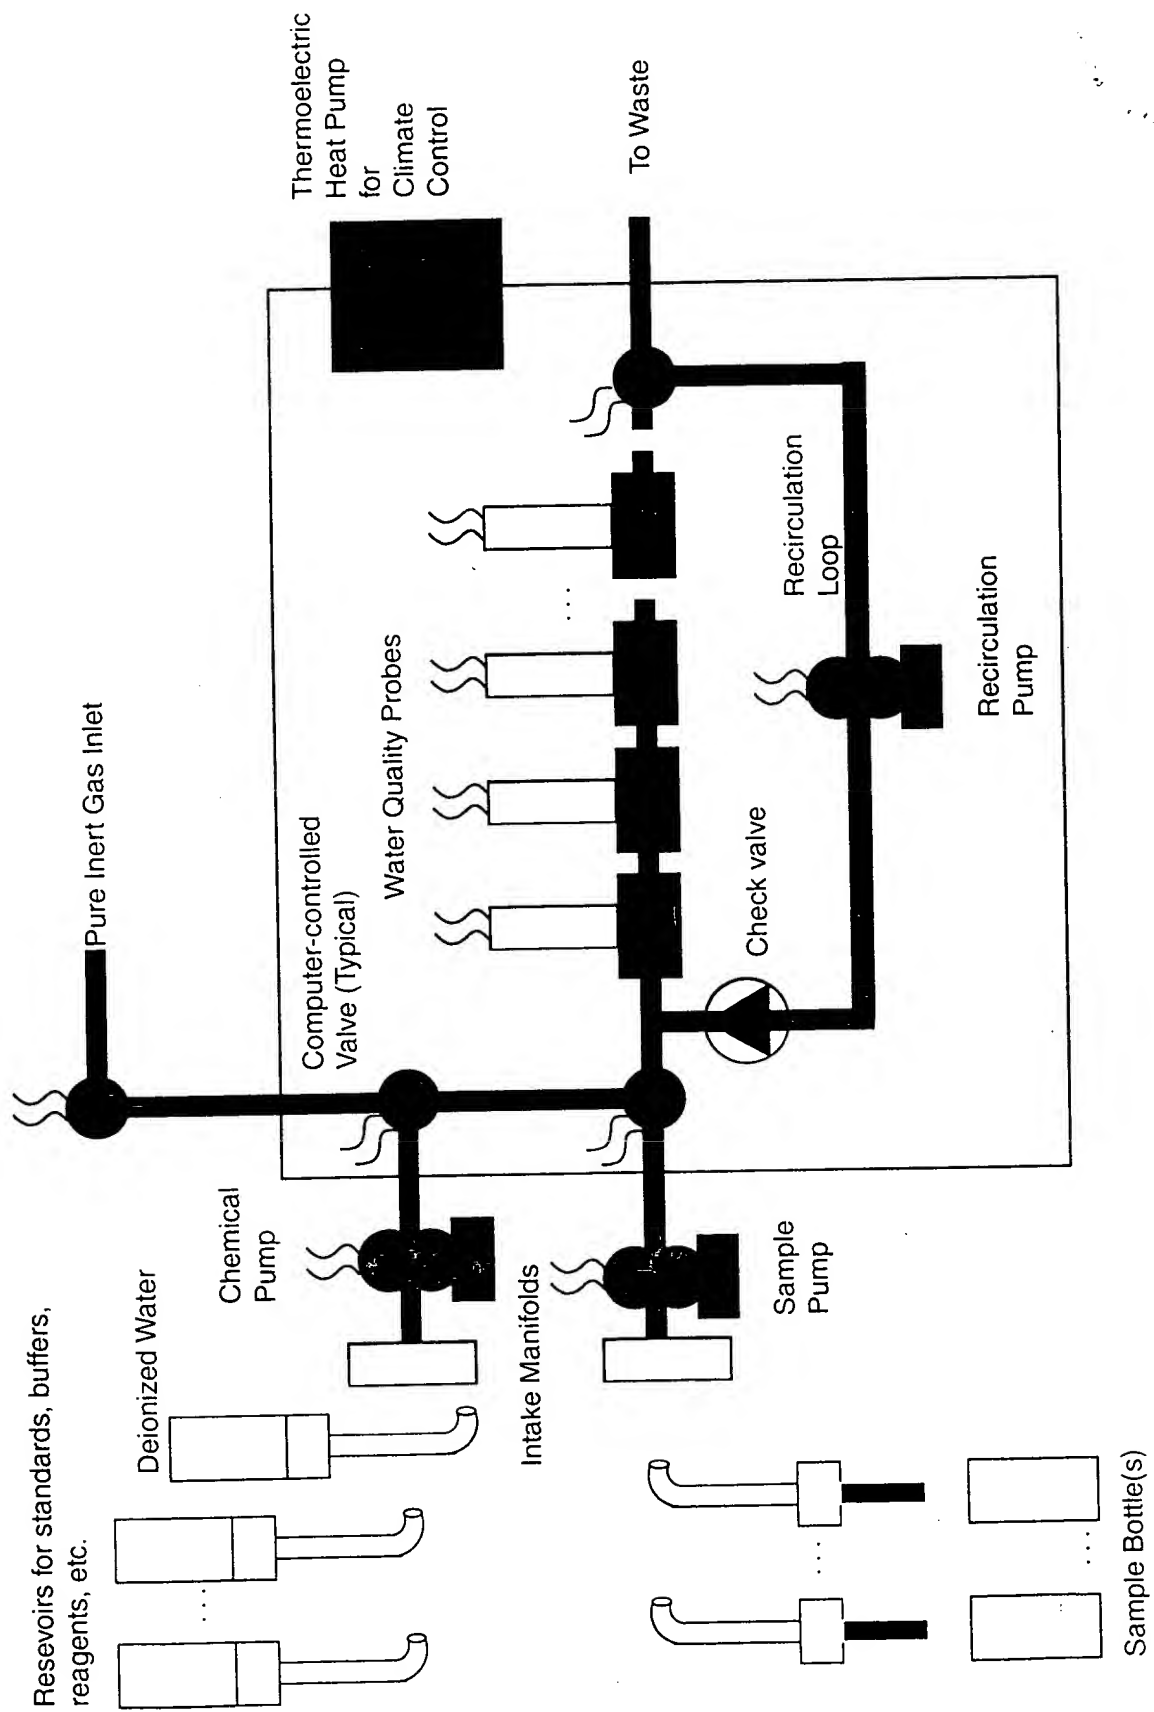 Resevoirs for standards, buffers,
reagents, etc.
Deionized Water
Chemical
Pump
Pure Inert Gas Inlet
Computer-controlled
Valve (Typical)
Water Quality Probes
Thermoelectric
Heat Pump
for
Climate
Control
To Waste
Intake Manifolds
Sample
Pump
Check valve
Recirculation
Loop
Recirculation
Pump
Sample Bottle(s)